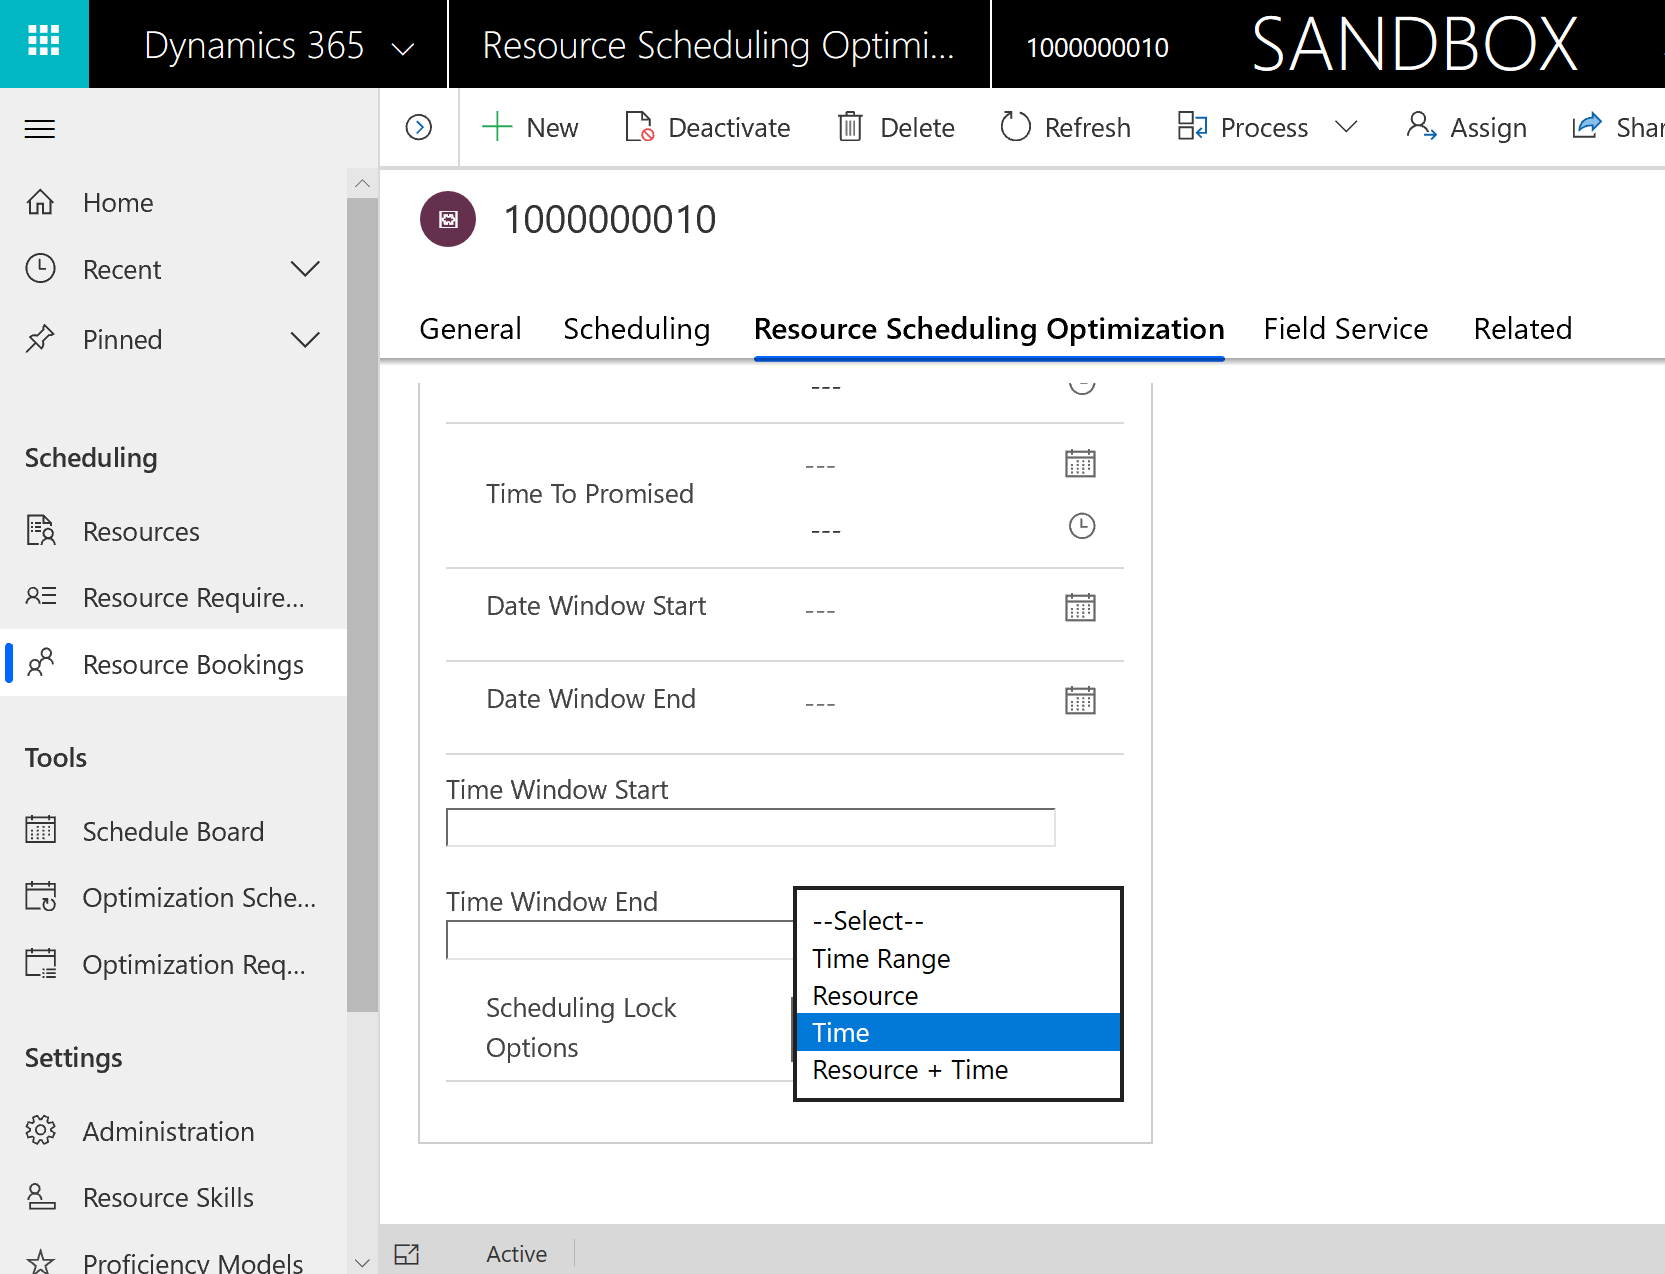 Dynamics 365
Resource Scheduling Optimi...
1000000010
SANDBOX
New
Deactivate
Delete
Refresh
Process
Assign
Shar
Home
Recent
Pinned
Scheduling
Resources
Resource Require...
Resource Bookings
Tools
Schedule Board
Optimization Sche...
Optimization Req...
Settings
Administration
Resource Skills
Proficiency Models
1000000010
General
Scheduling
Resource Scheduling Optimization
Field Service
Related
---
Time To Promised
---
---
Date Window Start
---
Date Window End
---
Time Window Start
Time Window End
Scheduling Lock
Options
--Select--
Time Range
Resource
Time
Resource + Time
Active